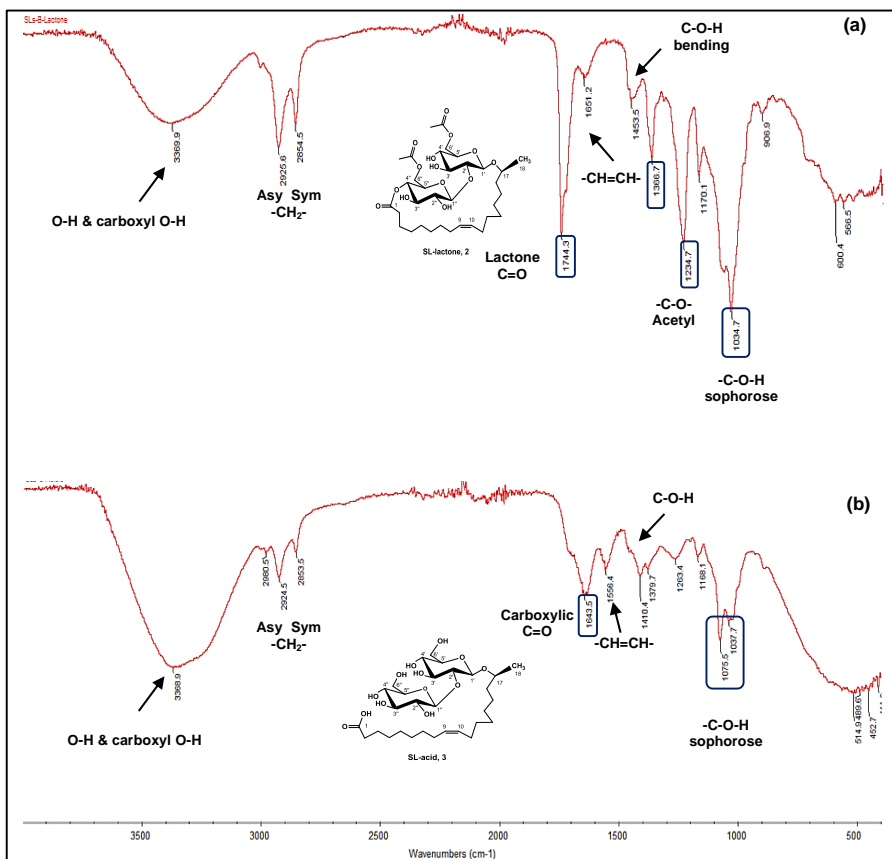 SLs-B-Lactone
(a)
C-O-H
bending
3369.9
2925.6
2854.5
1744.3
1651.2
1453.5
1366.7
1234.7
1170.1
1034.7
906.9
600.4
566.5
O-H & carboxyl O-H
Asy Sym
-CH2-
SL-lactone, 2
Lactone
C=O
-CH=CH-
-C-O-
Acetyl
-C-O-H
sophorose
(b)
C-O-H
3368.9
2980.5
2924.5
2853.5
1643.5
1556.4
1410.4
1379.7
1263.4
1168.1
1075.5
1037.7
514.9
489.6
452.7
O-H & carboxyl O-H
Asy Sym
-CH2-
SL-acid, 3
Carboxylic
C=O
-CH=CH-
-C-O-H
sophorose
3500 3000 2500 2000 1500 1000 500
Wavenumbers (cm-1)